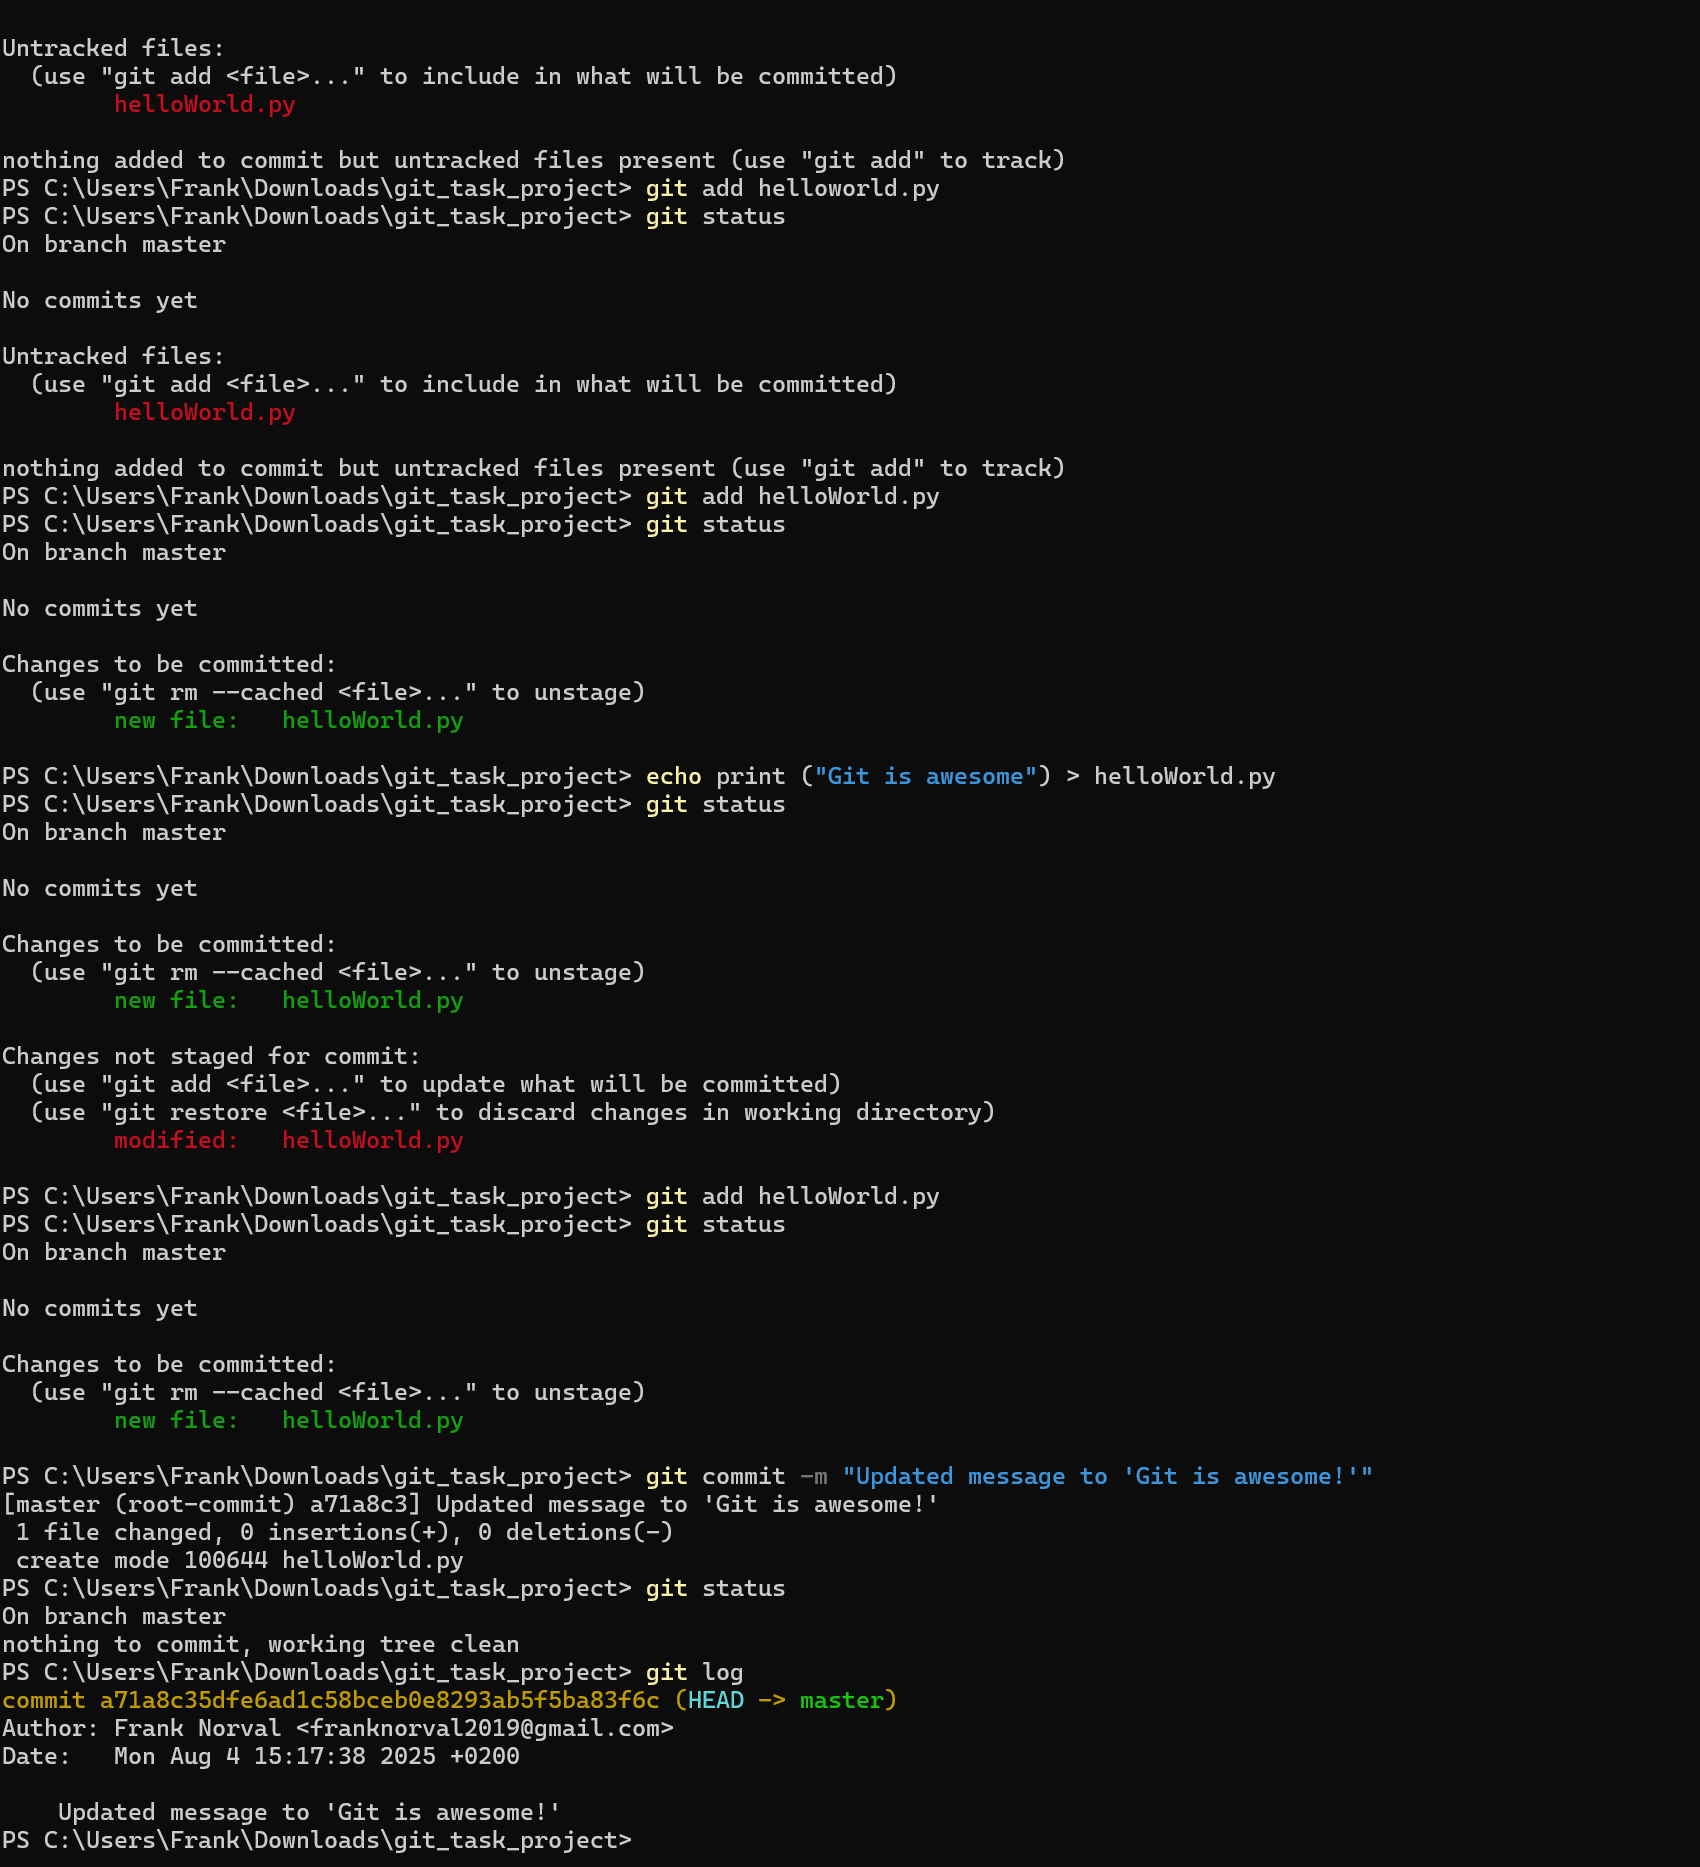 Untracked files:
  (use "git add <file>..." to include in what will be committed)
        helloWorld.py

nothing added to commit but untracked files present (use "git add" to track)
PS C:\Users\Frank\Downloads\git_task_project> git add helloworld.py
PS C:\Users\Frank\Downloads\git_task_project> git status
On branch master

No commits yet

Untracked files:
  (use "git add <file>..." to include in what will be committed)
        helloWorld.py

nothing added to commit but untracked files present (use "git add" to track)
PS C:\Users\Frank\Downloads\git_task_project> git add helloWorld.py
PS C:\Users\Frank\Downloads\git_task_project> git status
On branch master

No commits yet

Changes to be committed:
  (use "git rm --cached <file>..." to unstage)
        new file:   helloWorld.py

PS C:\Users\Frank\Downloads\git_task_project> echo print ("Git is awesome") > helloWorld.py
PS C:\Users\Frank\Downloads\git_task_project> git status
On branch master

No commits yet

Changes to be committed:
  (use "git rm --cached <file>..." to unstage)
        new file:   helloWorld.py

Changes not staged for commit:
  (use "git add <file>..." to update what will be committed)
  (use "git restore <file>..." to discard changes in working directory)
        modified:   helloWorld.py

PS C:\Users\Frank\Downloads\git_task_project> git add helloWorld.py
PS C:\Users\Frank\Downloads\git_task_project> git status
On branch master

No commits yet

Changes to be committed:
  (use "git rm --cached <file>..." to unstage)
        new file:   helloWorld.py

PS C:\Users\Frank\Downloads\git_task_project> git commit -m "Updated message to 'Git is awesome!'"
[master (root-commit) a71a8c3] Updated message to 'Git is awesome!'
 1 file changed, 0 insertions(+), 0 deletions(-)
 create mode 100644 helloWorld.py
PS C:\Users\Frank\Downloads\git_task_project> git status
On branch master
nothing to commit, working tree clean
PS C:\Users\Frank\Downloads\git_task_project> git log
commit a71a8c35dfe6ad1c58bceb0e8293ab5f5ba83f6c (HEAD -> master)
Author: Frank Norval <franknorval2019@gmail.com>
Date:   Mon Aug 4 15:17:38 2025 +0200

    Updated message to 'Git is awesome!'
PS C:\Users\Frank\Downloads\git_task_project>